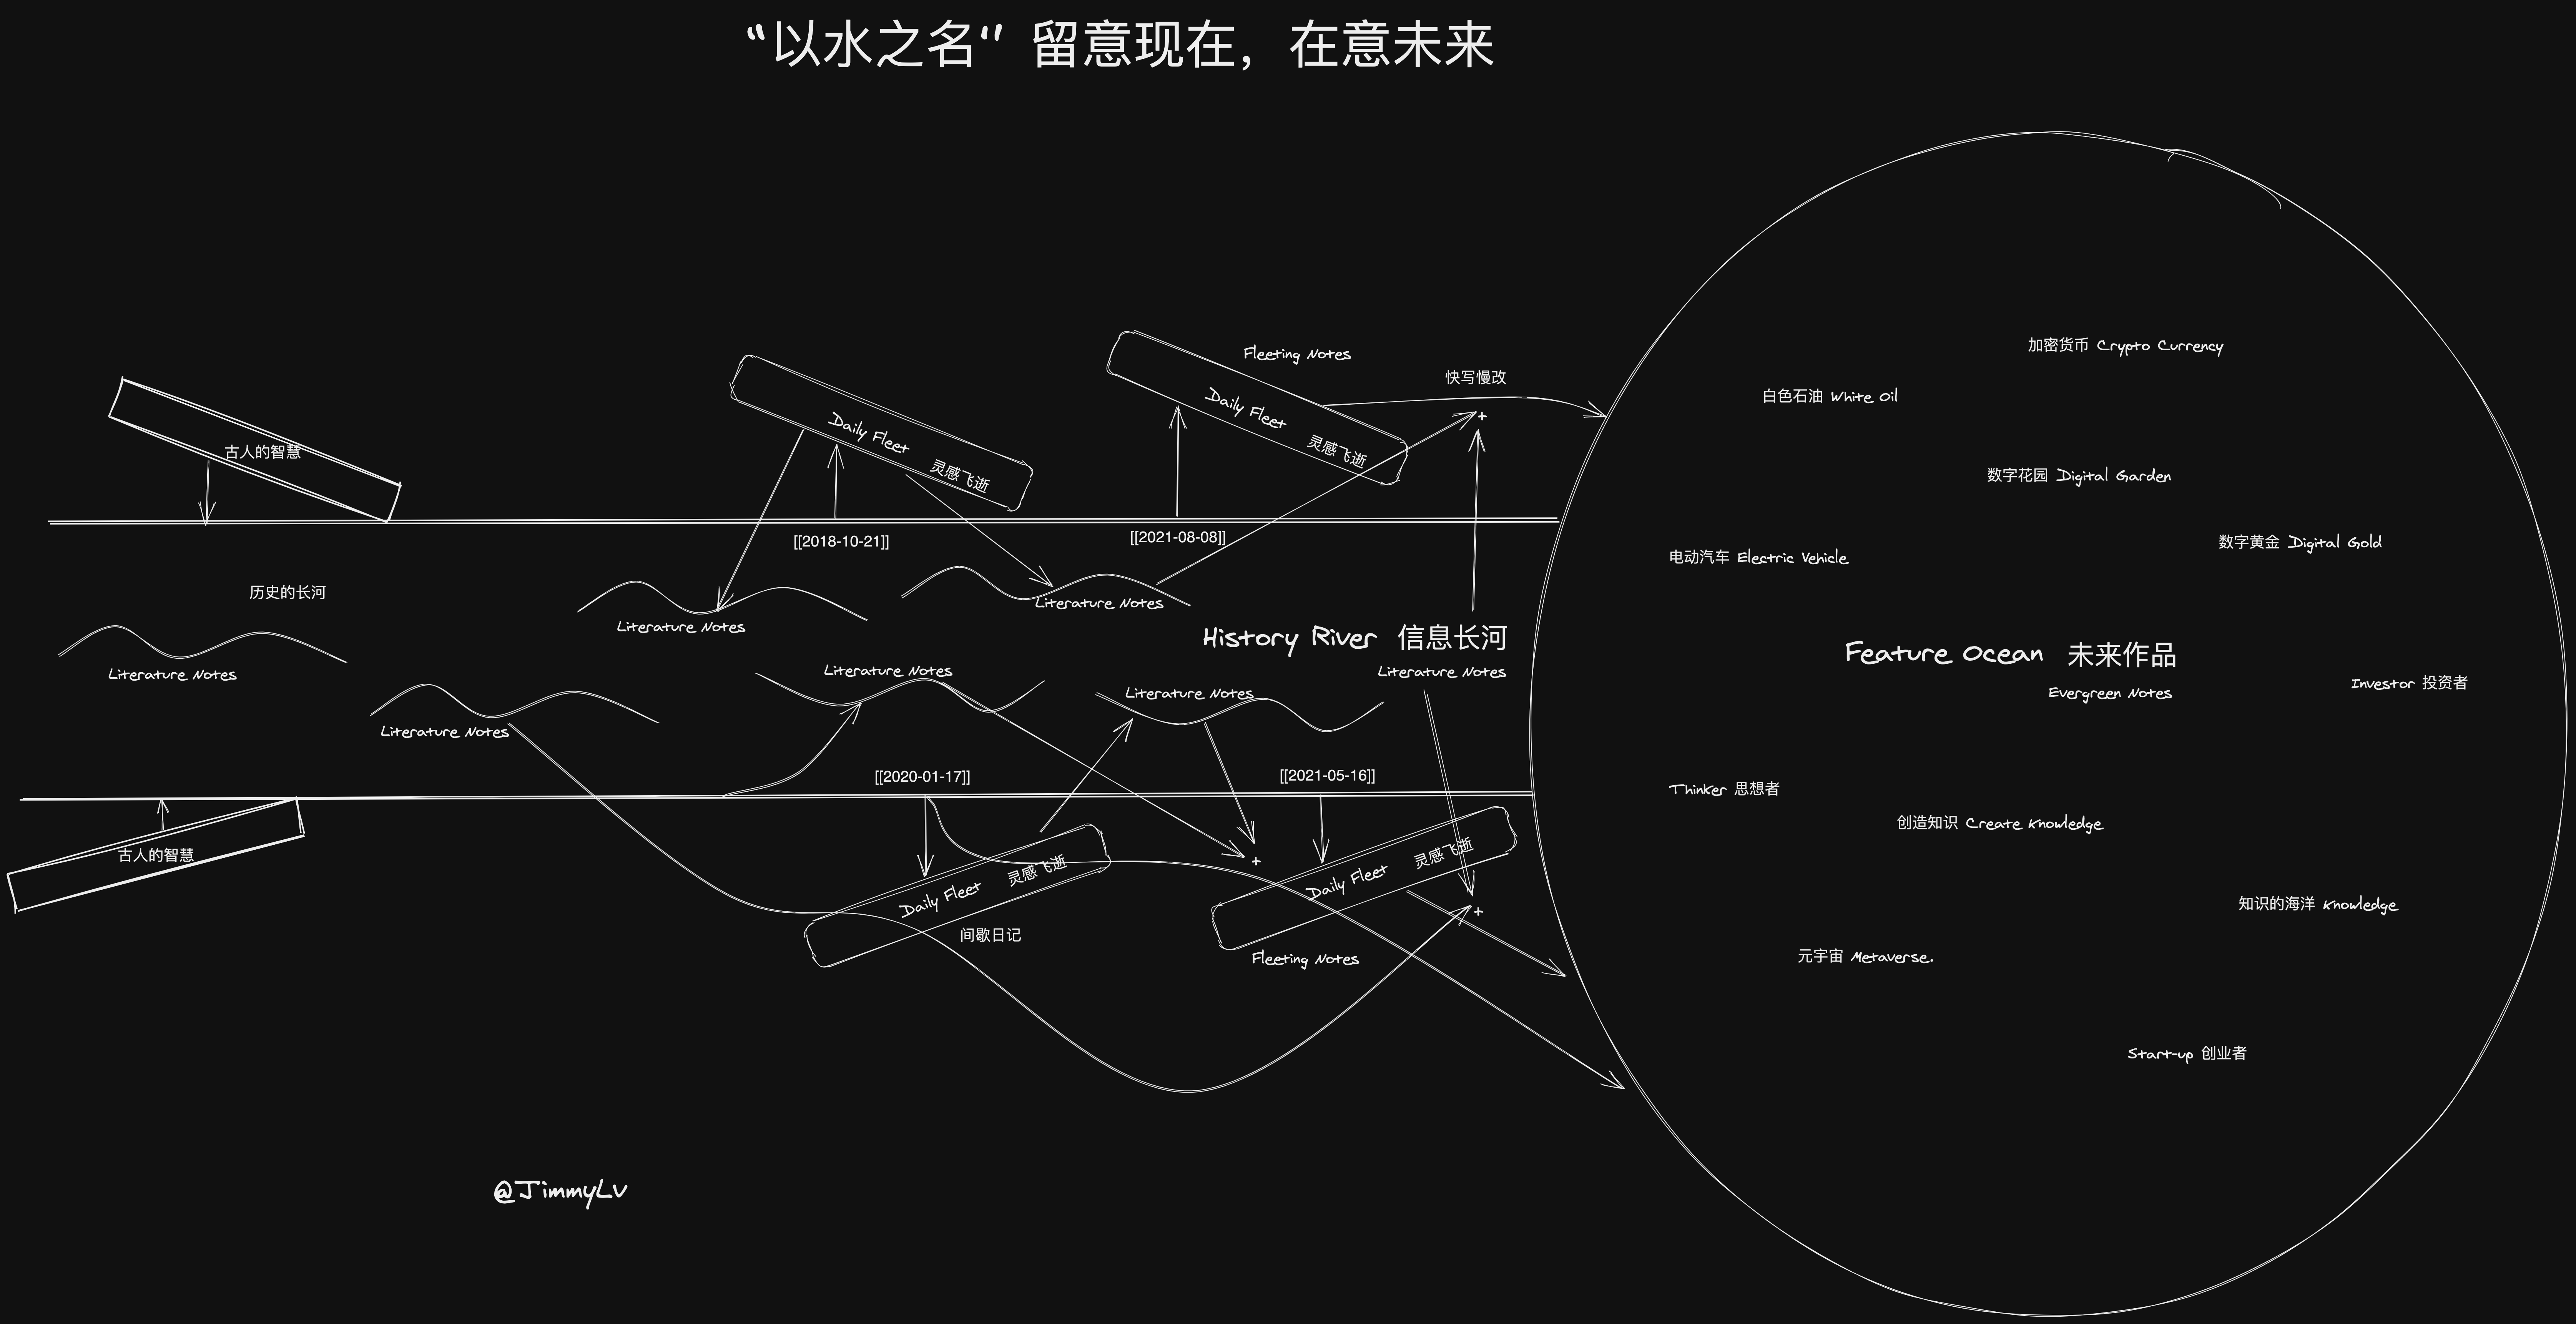 “以水之名” 留意现在，在意未来
Fleeting Notes
快写慢改
Daily Fleet 灵感飞逝
Daily Fleet 灵感飞逝
古人的智慧
[[2018-10-21]]
[[2021-08-08]]
历史的长河
Literature Notes
Literature Notes
History River 信息长河
Literature Notes
Literature Notes
Literature Notes
Literature Notes
Literature Notes
[[2020-01-17]]
[[2021-05-16]]
古人的智慧
Daily Fleet 灵感飞逝
Daily Fleet 灵感飞逝
间歇日记
Fleeting Notes
加密货币 Crypto Currency
白色石油 White Oil
数字花园 Digital Garden
数字黄金 Digital Gold
电动汽车 Electric Vehicle
Feature Ocean 未来作品
Evergreen Notes
Investor 投资者
Thinker 思想者
创造知识 Create Knowledge
知识的海洋 Knowledge
元宇宙 Metaverse.
Start-up 创业者
@JimmyLv